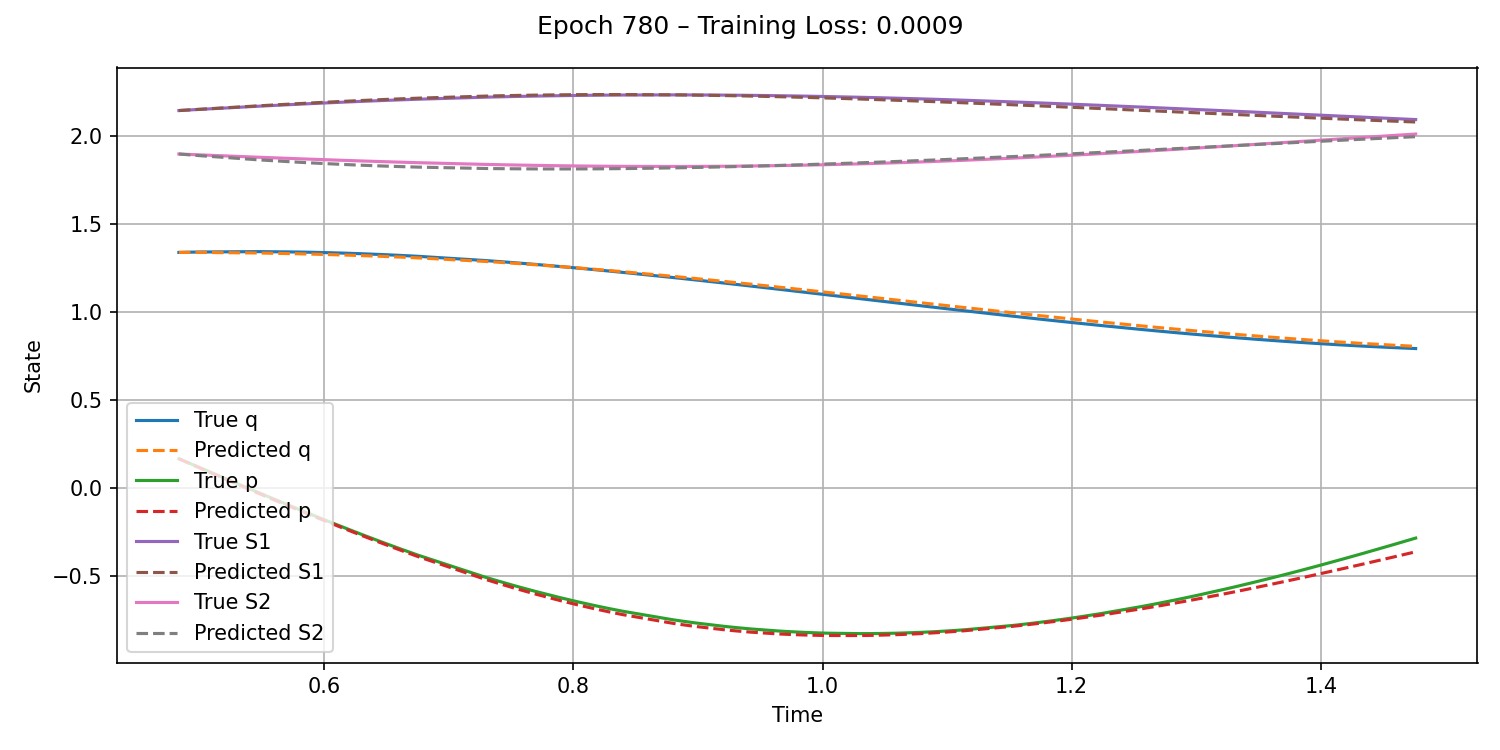 Epoch 780 – Training Loss: 0.0009
State
2.0
1.5
1.0
0.5
0.0
−0.5
True q
Predicted q
True p
Predicted p
True S1
Predicted S1
True S2
Predicted S2
0.6 0.8 1.0 1.2 1.4
Time